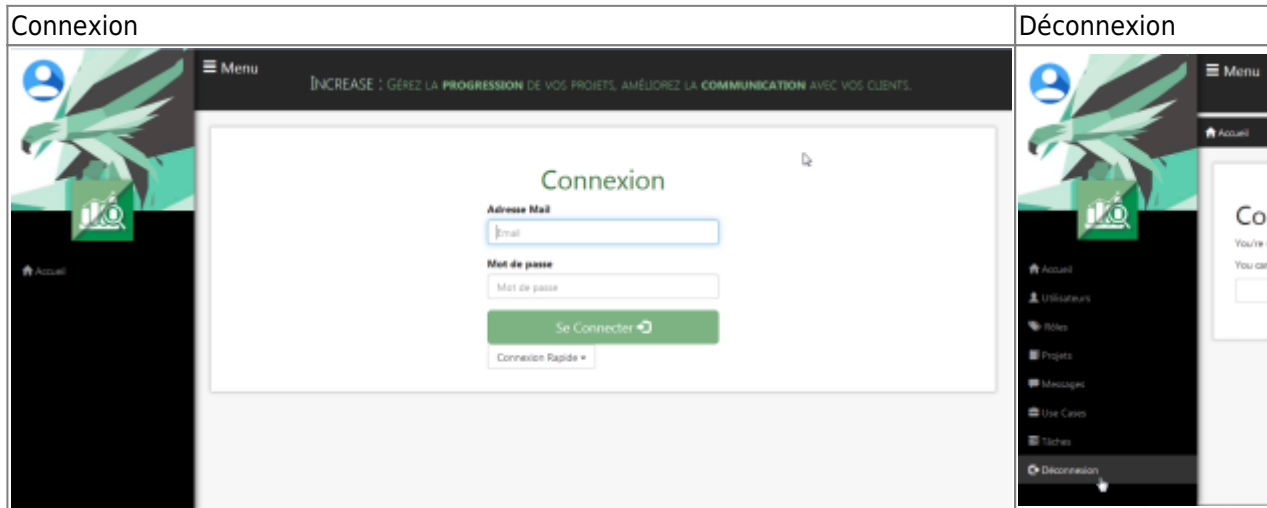 Connexion
Déconnexion
Menu
INCREASE : GÉREZ LA PROGRESSION DE VOS PROJETS, AMÉLIOREZ LA COMMUNICATION AVEC VOS CLIENTS.
Connexion
Adresse Mail
Email
Mot de passe
Mot de passe
Se Connecter
Connexion Rapide
Accueil
Menu
Accueil
Co
You're
You can
Accueil
Utilisateurs
Rôles
Projets
Messages
Use Cases
Tâches
Déconnexion